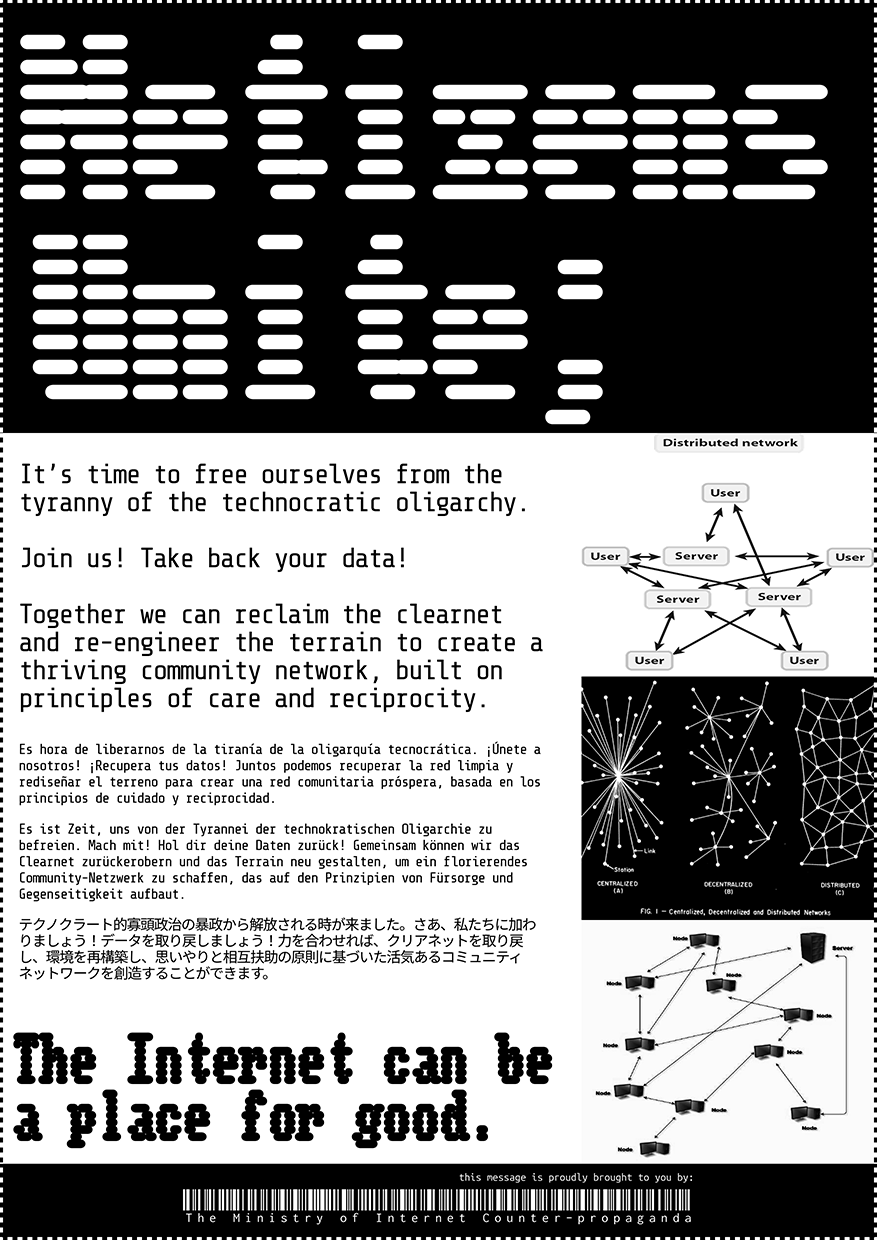 Netizens
Unite;
It's time to free ourselves from the
tyranny of the technocratic oligarchy.
Join us! Take back your data!
Together we can reclaim the clearnet
and re-engineer the terrain to create a
thriving community network, built on
principles of care and reciprocity.
Es hora de liberarnos de la tiranía de la oligarquía tecnocrática. ¡Únete a
nosotros! ¡Recupera tus datos! Juntos podemos recuperar la red limpia y
rediseñar el terreno para crear una red comunitaria próspera, basada en los
principios de cuidado y reciprocidad.
Es ist Zeit, uns von der Tyrannei der technokratischen Oligarchie zu
befreien. Mach mit! Hol dir deine Daten zurück! Gemeinsam können wir das
Clearnet zurückerobern und das Terrain neu gestalten, um ein florierendes
Community-Netzwerk zu schaffen, das auf den Prinzipien von Fürsorge und
Gegenseitigkeit aufbaut.
テクノクラート的寡頭政治の暴政から解放される時が来ました。さあ、私たちに加わ
りましょう！データを取り戻しましょう！力を合わせれば、クリアネットを取り戻
し、環境を再構築し、思いやりと相互扶助の原則に基づいた活気あるコミュニティ
ネットワークを創造することができます。
The Internet can be
a place for good.
Distributed network
User
User
Server
User
Server
Server
User
User
Link
Station
CENTRALIZED
(A)
DECENTRALIZED
(B)
DISTRIBUTED
(C)
FIG. 1 — Centralized, Decentralized and Distributed Networks
Node
Server
Node
Node
Node
Node
Node
Node
Node
Node
Node
this message is proudly brought to you by:
The Ministry of Internet Counter-propaganda